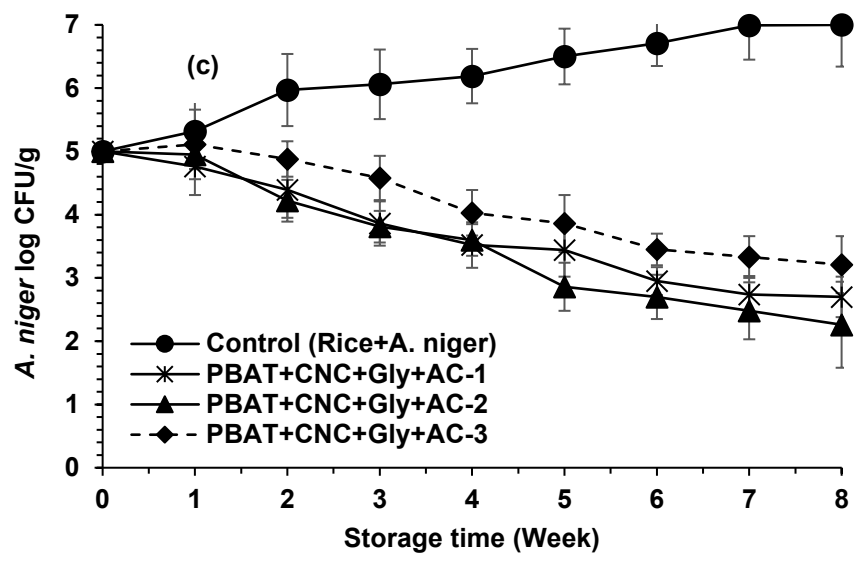 7
(c)
6
5
4
3
2
1
0
A. niger log CFU/g
Control (Rice+A. niger)
PBAT+CNC+Gly+AC-1
PBAT+CNC+Gly+AC-2
PBAT+CNC+Gly+AC-3
0 1 2 3 4 5 6 7 8
Storage time (Week)